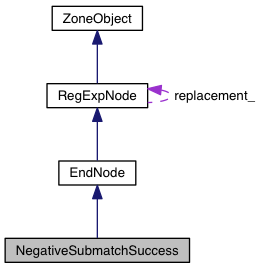 ZoneObject
RegExpNode
replacement_
EndNode
NegativeSubmatchSuccess